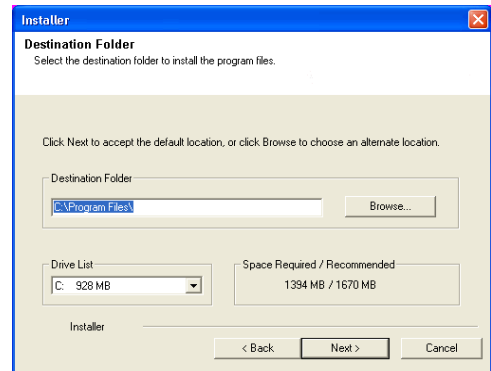 Installer
Destination Folder
Select the destination folder to install the program files.
Click Next to accept the default location, or click Browse to choose an alternate location.
Destination Folder
C:\Program Files\
Browse...
Drive List
C: 928 MB
Space Required / Recommended
1394 MB / 1670 MB
Installer
< Back
Next >
Cancel